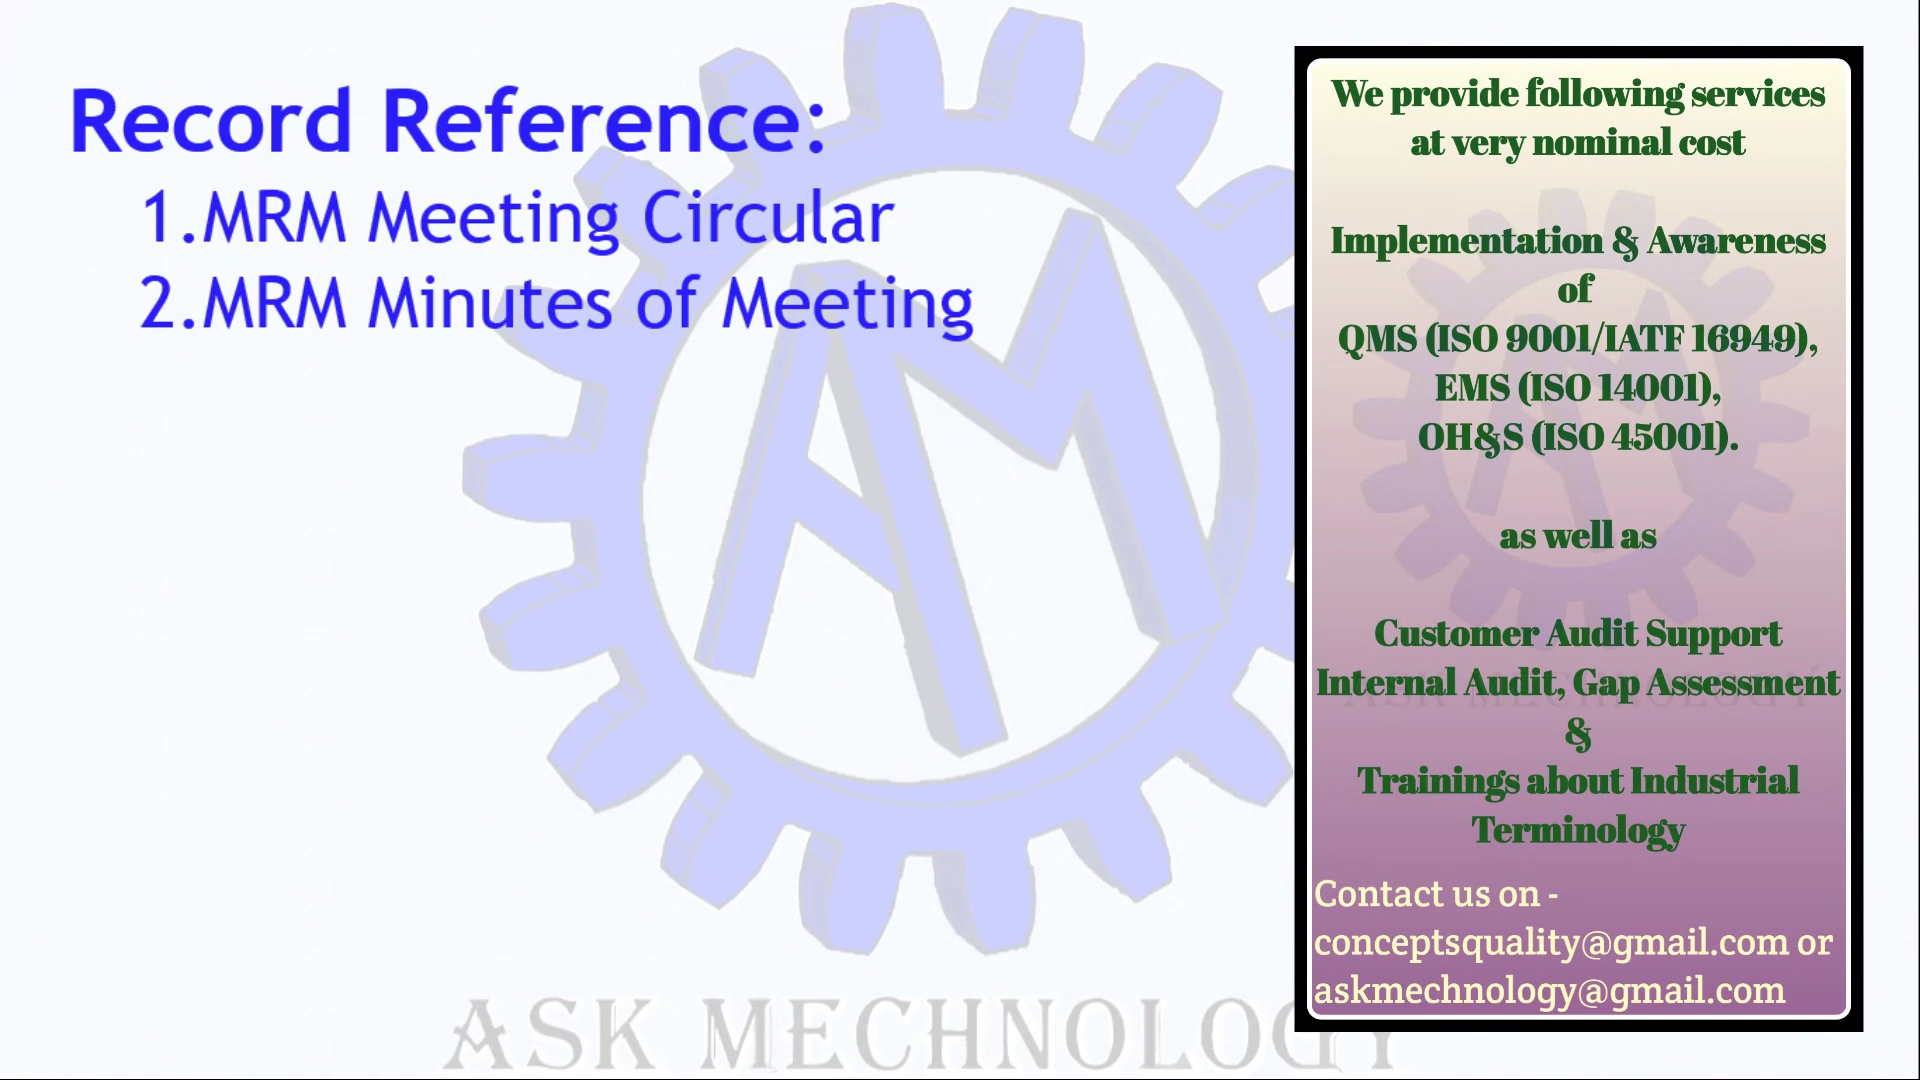 Record Reference:
1.MRM Meeting Circular
2.MRM Minutes of Meeting
ASK MECHNOLOGY
We provide following services
at very nominal cost
Implementation & Awareness
of
QMS (ISO 9001/IATF 16949),
EMS (ISO 14001),
OH&S (ISO 45001).
as well as
Customer Audit Support
Internal Audit, Gap Assessment
&
Trainings about Industrial
Terminology
Contact us on -
conceptsquality@gmail.com or
askmechnology@gmail.com